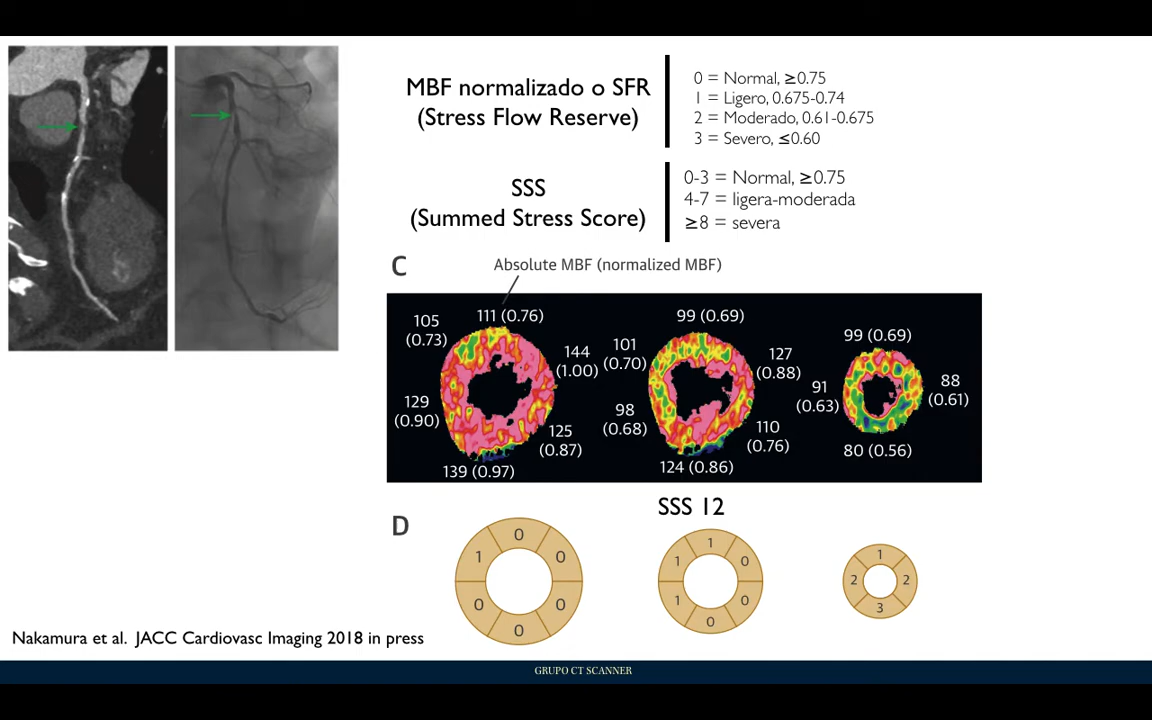 MBF normalizado o SFR
(Stress Flow Reserve)
0 = Normal, ≥0.75
1 = Ligero, 0.675-0.74
2 = Moderado, 0.61-0.675
3 = Severo, ≤0.60
SSS
(Summed Stress Score)
0-3 = Normal, ≥0.75
4-7 = ligera-moderada
≥8 = severa
C
Absolute MBF (normalized MBF)
105
(0.73)
111 (0.76)
144
(1.00)
129
(0.90)
125
(0.87)
139 (0.97)
101
(0.70)
99 (0.69)
127
(0.88)
98
(0.68)
110
(0.76)
124 (0.86)
99 (0.69)
91
(0.63)
88
(0.61)
80 (0.56)
SSS 12
D
0
1 0
0 0
0
1
1 0
1 0
0
1
2 2
3
Nakamura et al. JACC Cardiovasc Imaging 2018 in press
GRUPO CT SCANNER